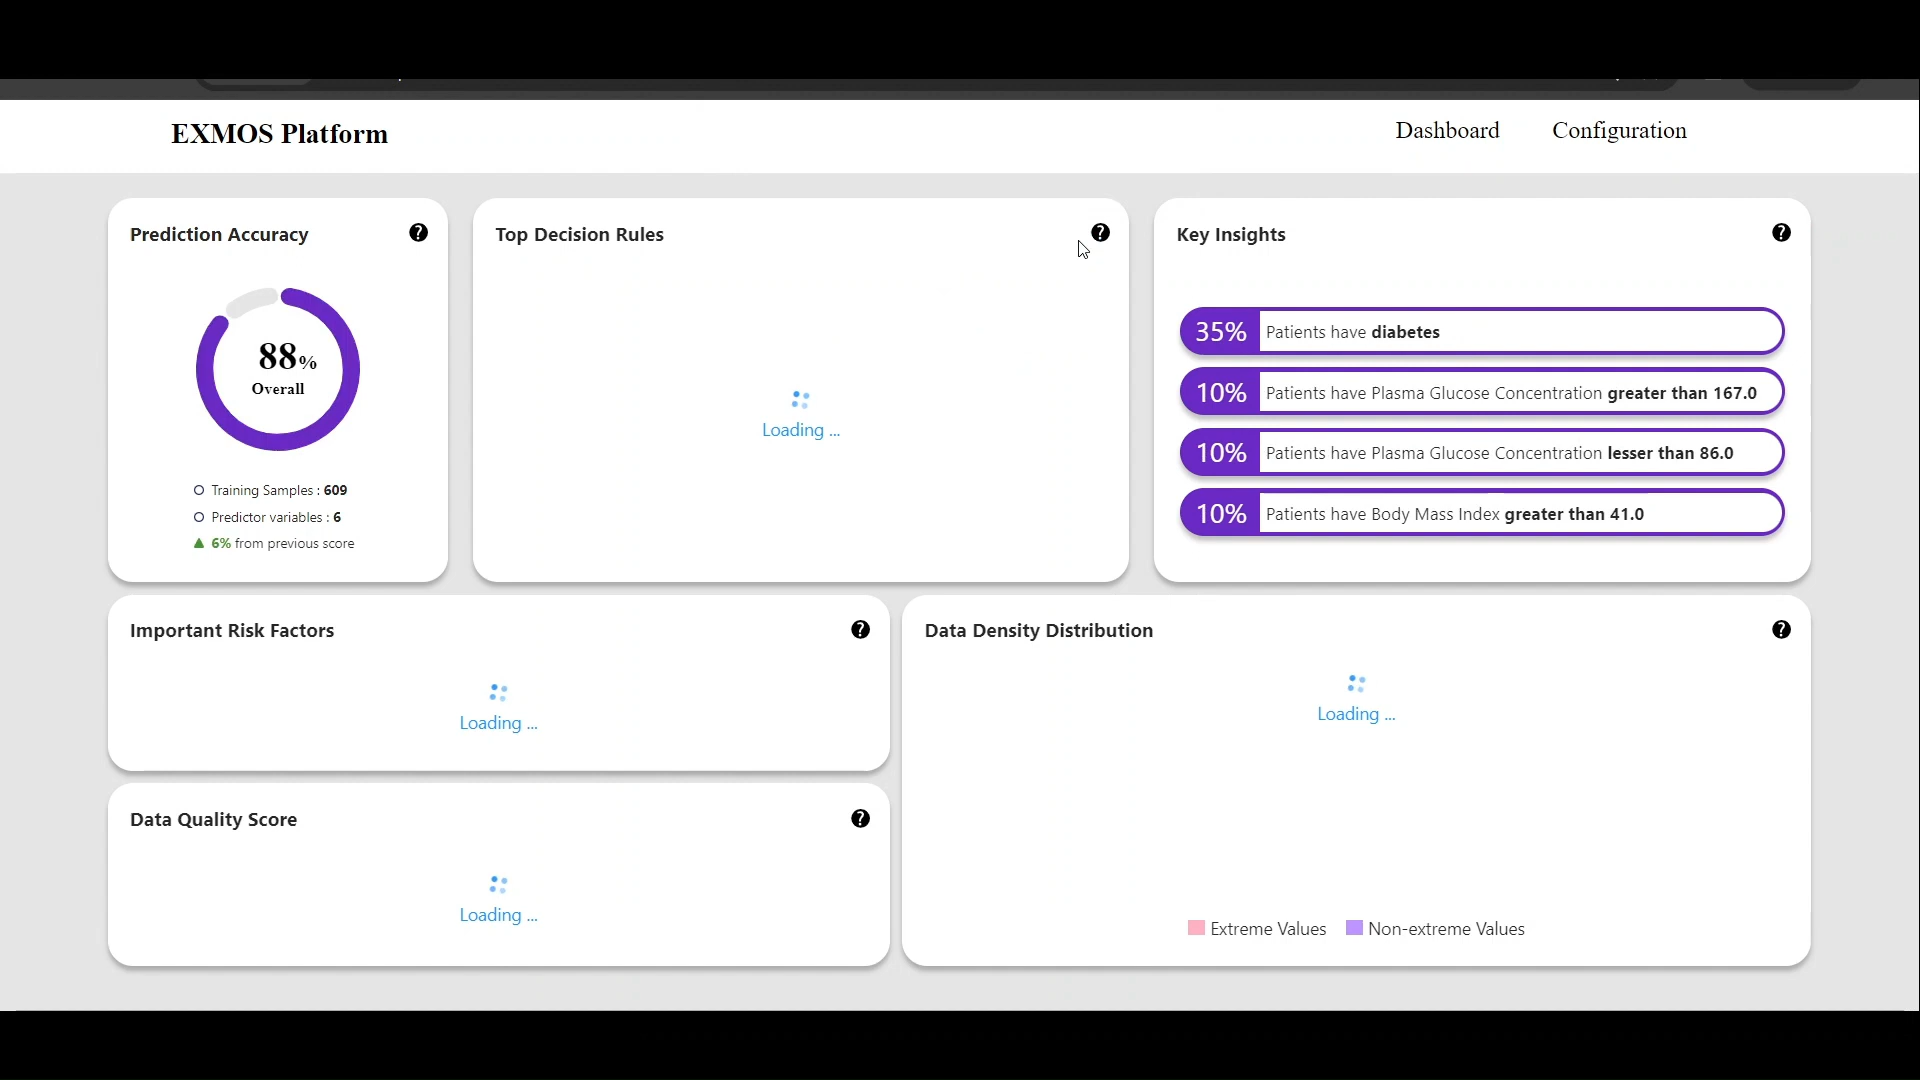 EXMOS Platform
Dashboard
Configuration
Prediction Accuracy
?
88%
Overall
Training Samples : 609
Predictor variables : 6
6% from previous score
Top Decision Rules
?
Loading ...
Key Insights
?
35% Patients have diabetes
10% Patients have Plasma Glucose Concentration greater than 167.0
10% Patients have Plasma Glucose Concentration lesser than 86.0
10% Patients have Body Mass Index greater than 41.0
Important Risk Factors
?
Loading ...
Data Quality Score
?
Loading ...
Data Density Distribution
?
Loading ...
Extreme Values
Non-extreme Values